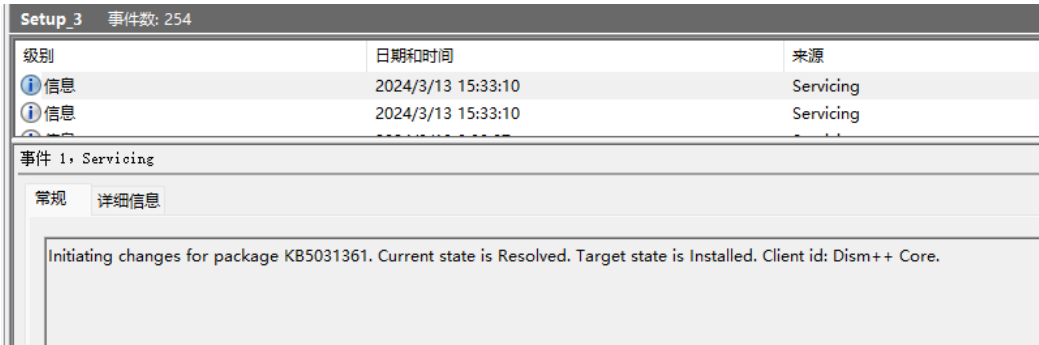 Setup_3 事件数: 254
级别 日期和时间 来源
信息 2024/3/13 15:33:10 Servicing
信息 2024/3/13 15:33:10 Servicing
事件 1，Servicing
常规 详细信息
Initiating changes for package KB5031361. Current state is Resolved. Target state is Installed. Client id: Dism++ Core.